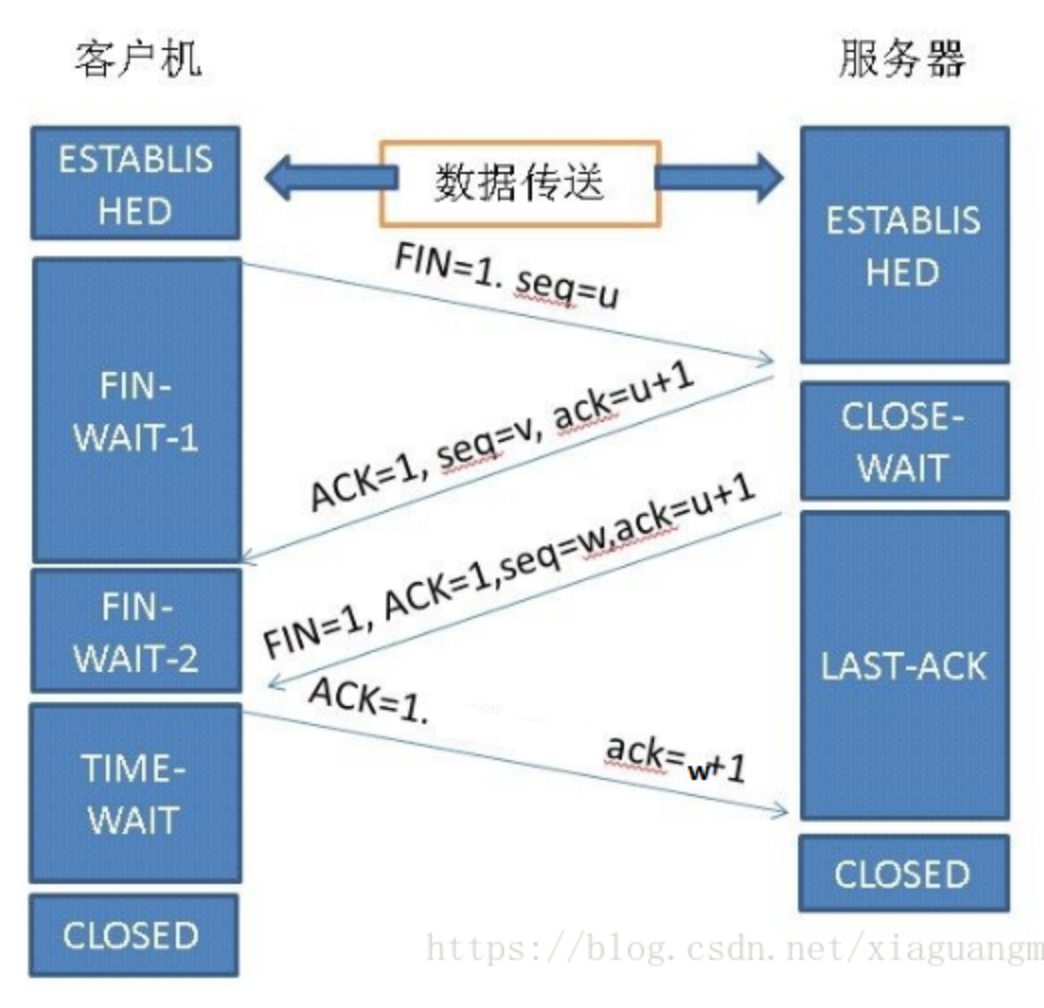 客户机
服务器
ESTABLIS
HED
数据传送
ESTABLIS
HED
FIN=1. seq=u
FIN-
WAIT-1
ACK=1, seq=v, ack=u+1
CLOSE-
WAIT
FIN=1, ACK=1,seq=w,ack=u+1
FIN-
WAIT-2
LAST-ACK
ACK=1.
ack=w+1
TIME-
WAIT
CLOSED
CLOSED
https://blog.csdn.net/xiaguangm